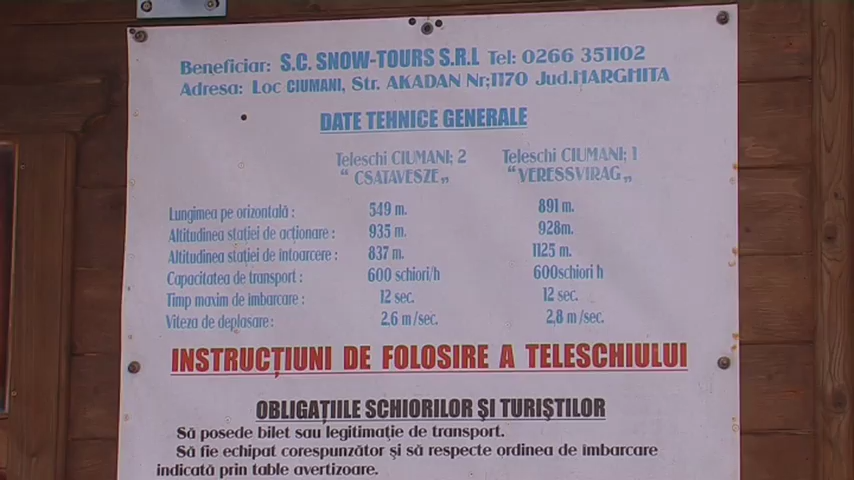 Beneficiar: S.C. SNOW-TOURS S.R.L Tel: 0266 351102
Adresa: Loc CIUMANI, Str. AKADAN Nr;1170 Jud.HARGHITA
DATE TEHNICE GENERALE
Teleschi CIUMANI; 2 Teleschi CIUMANI; 1
“ CSATAVESZE„ “VERESSVIRAG„
Lungimea pe orizontală : 549 m. 891 m.
Altitudinea stației de acționare : 935 m. 928m.
Altitudinea stației de întoarcere : 837 m. 1125 m.
Capacitatea de transport : 600 schiori/h 600schiori h
Timp maxim de îmbarcare : 12 sec. 12 sec.
Viteza de deplasare: 2,6 m/sec. 2,8 m/sec.
INSTRUCȚIUNI DE FOLOSIRE A TELESCHIULUI
OBLIGAȚIILE SCHIORILOR ȘI TURIȘTILOR
Să posede bilet sau legitimație de transport.
Să fie echipat corespunzător și să respecte ordinea de îmbarcare
indicată prin table avertizoare.